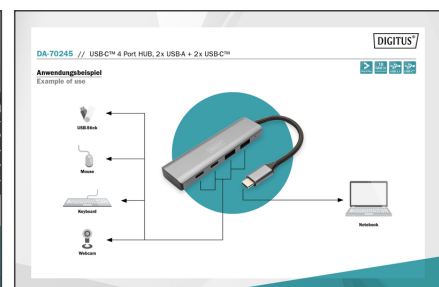 DIGITUS®
DA-70245 // USB-C™ 4 Port HUB, 2x USB-A + 2x USB-C™
Anwendungsbeispiel
Example of use
USB-Stick
Mouse
Keyboard
Webcam
Notebook